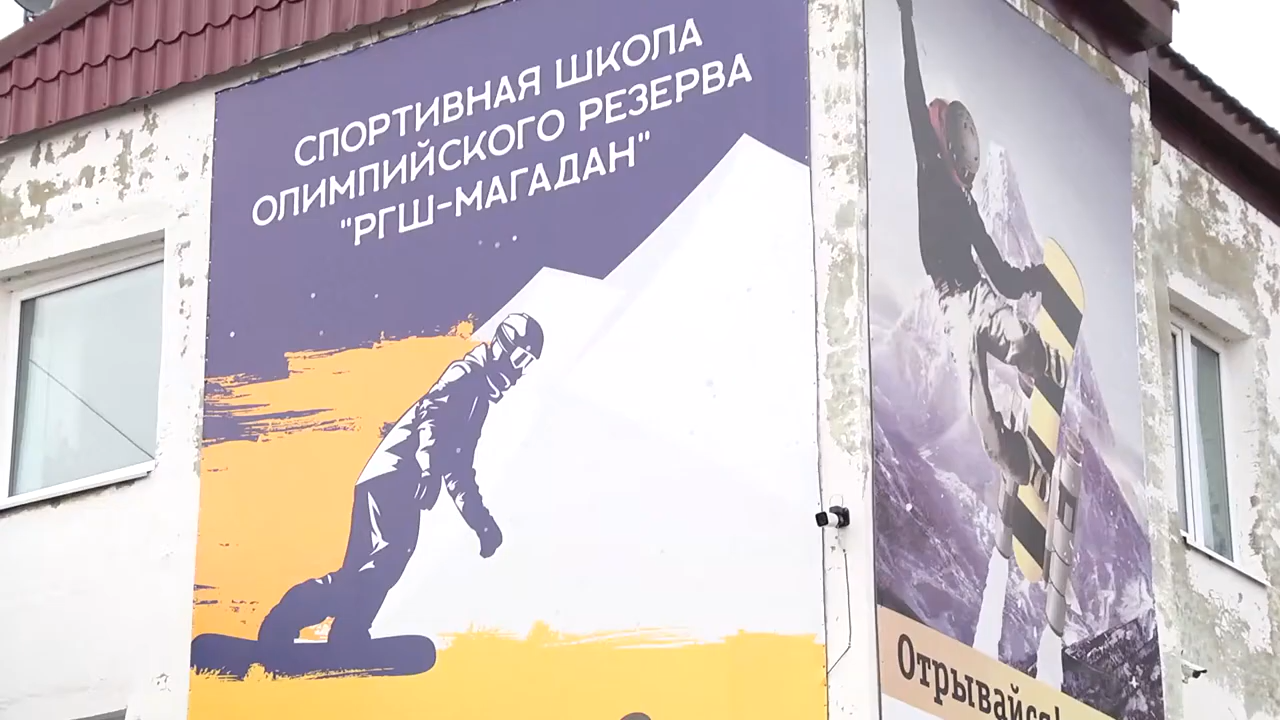 СПОРТИВНАЯ ШКОЛА
ОЛИМПИЙСКОГО РЕЗЕРВА
"РГШ-МАГАДАН"
Отрывайся!